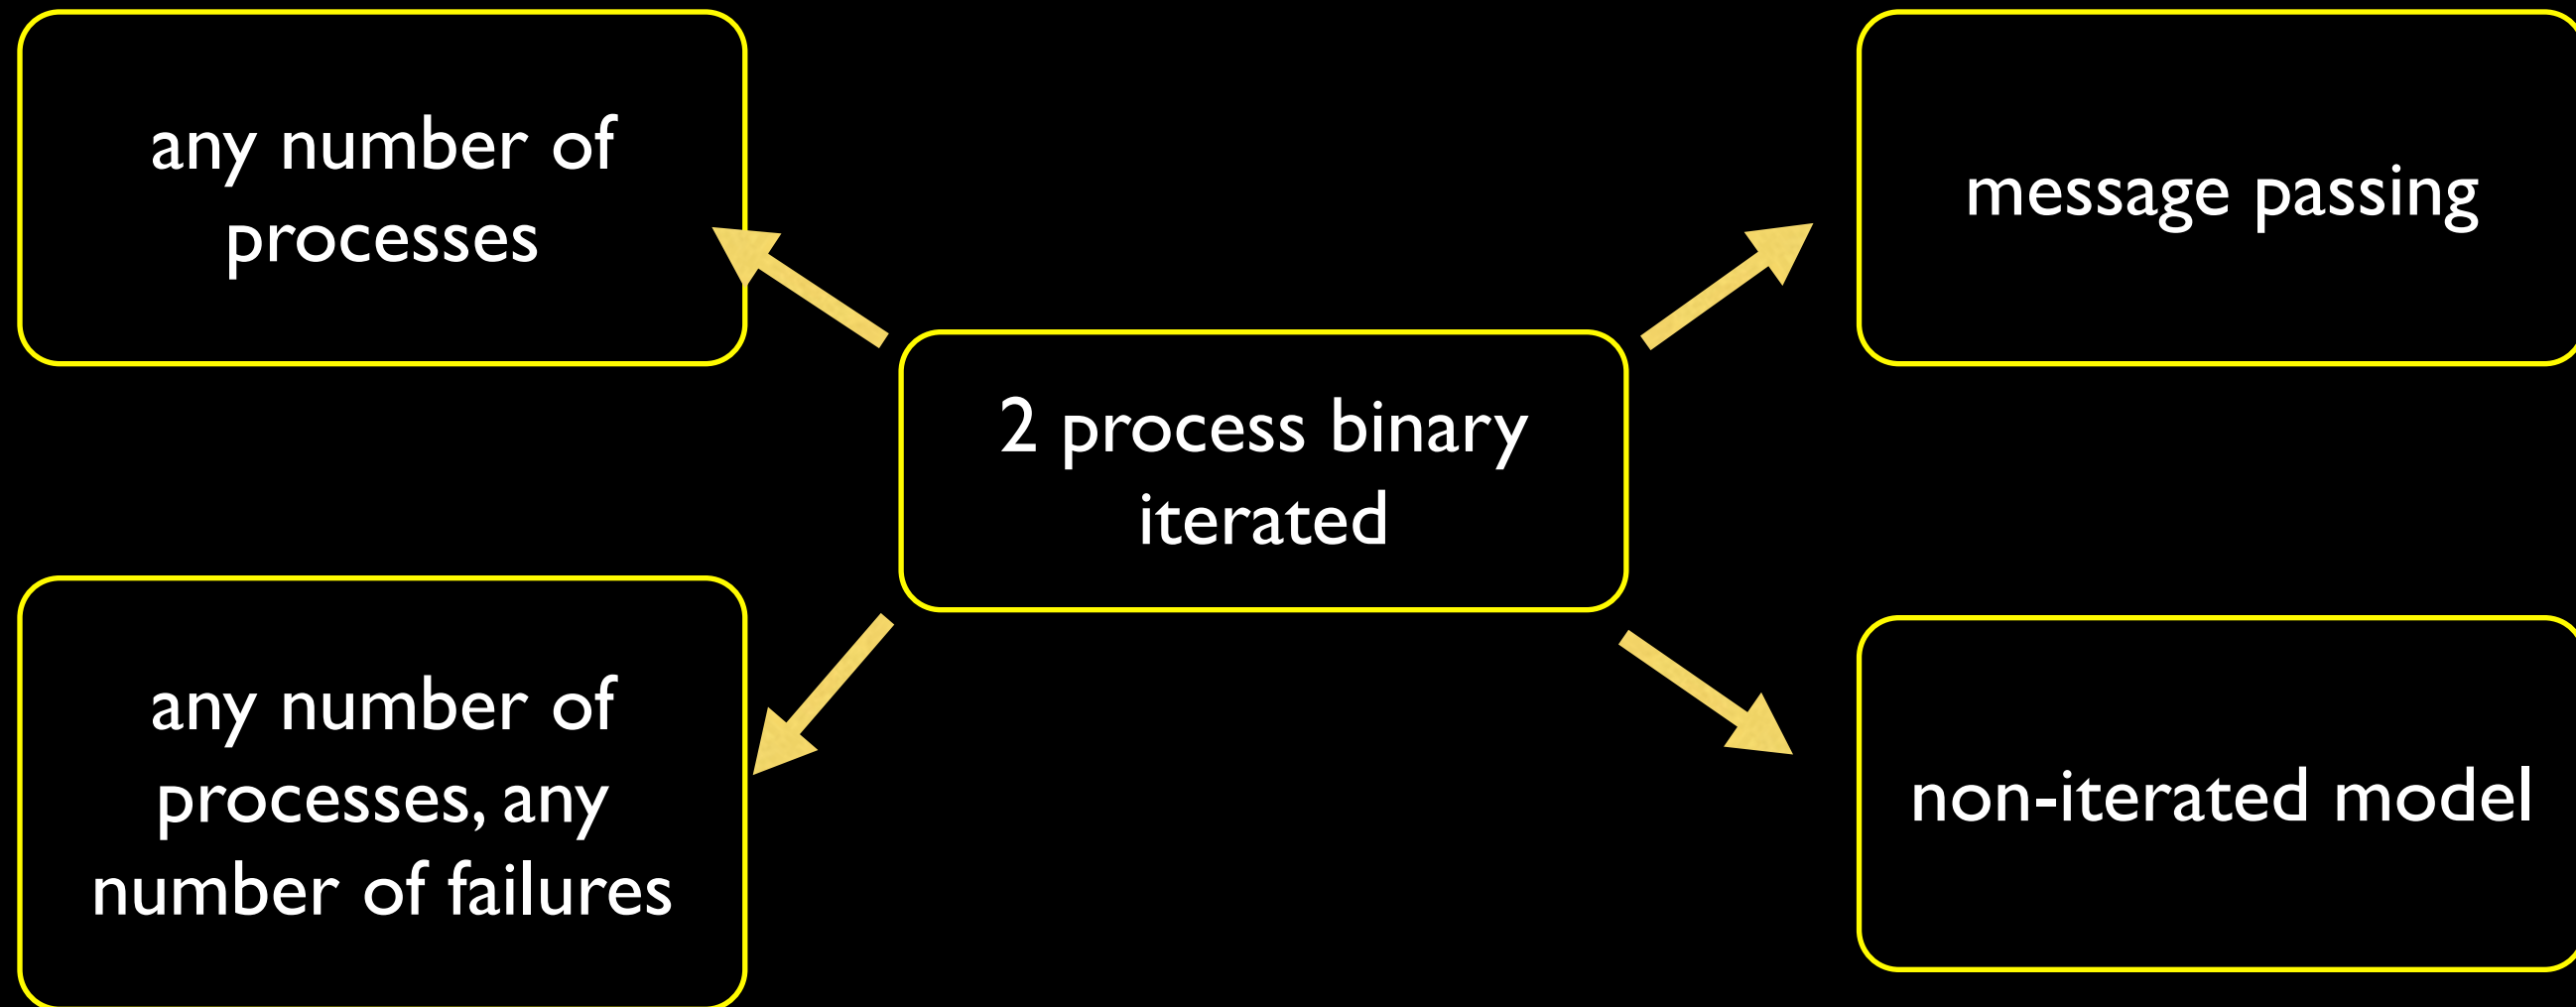 any number of
processes
message passing
2 process binary
iterated
any number of
processes, any
number of failures
non-iterated model